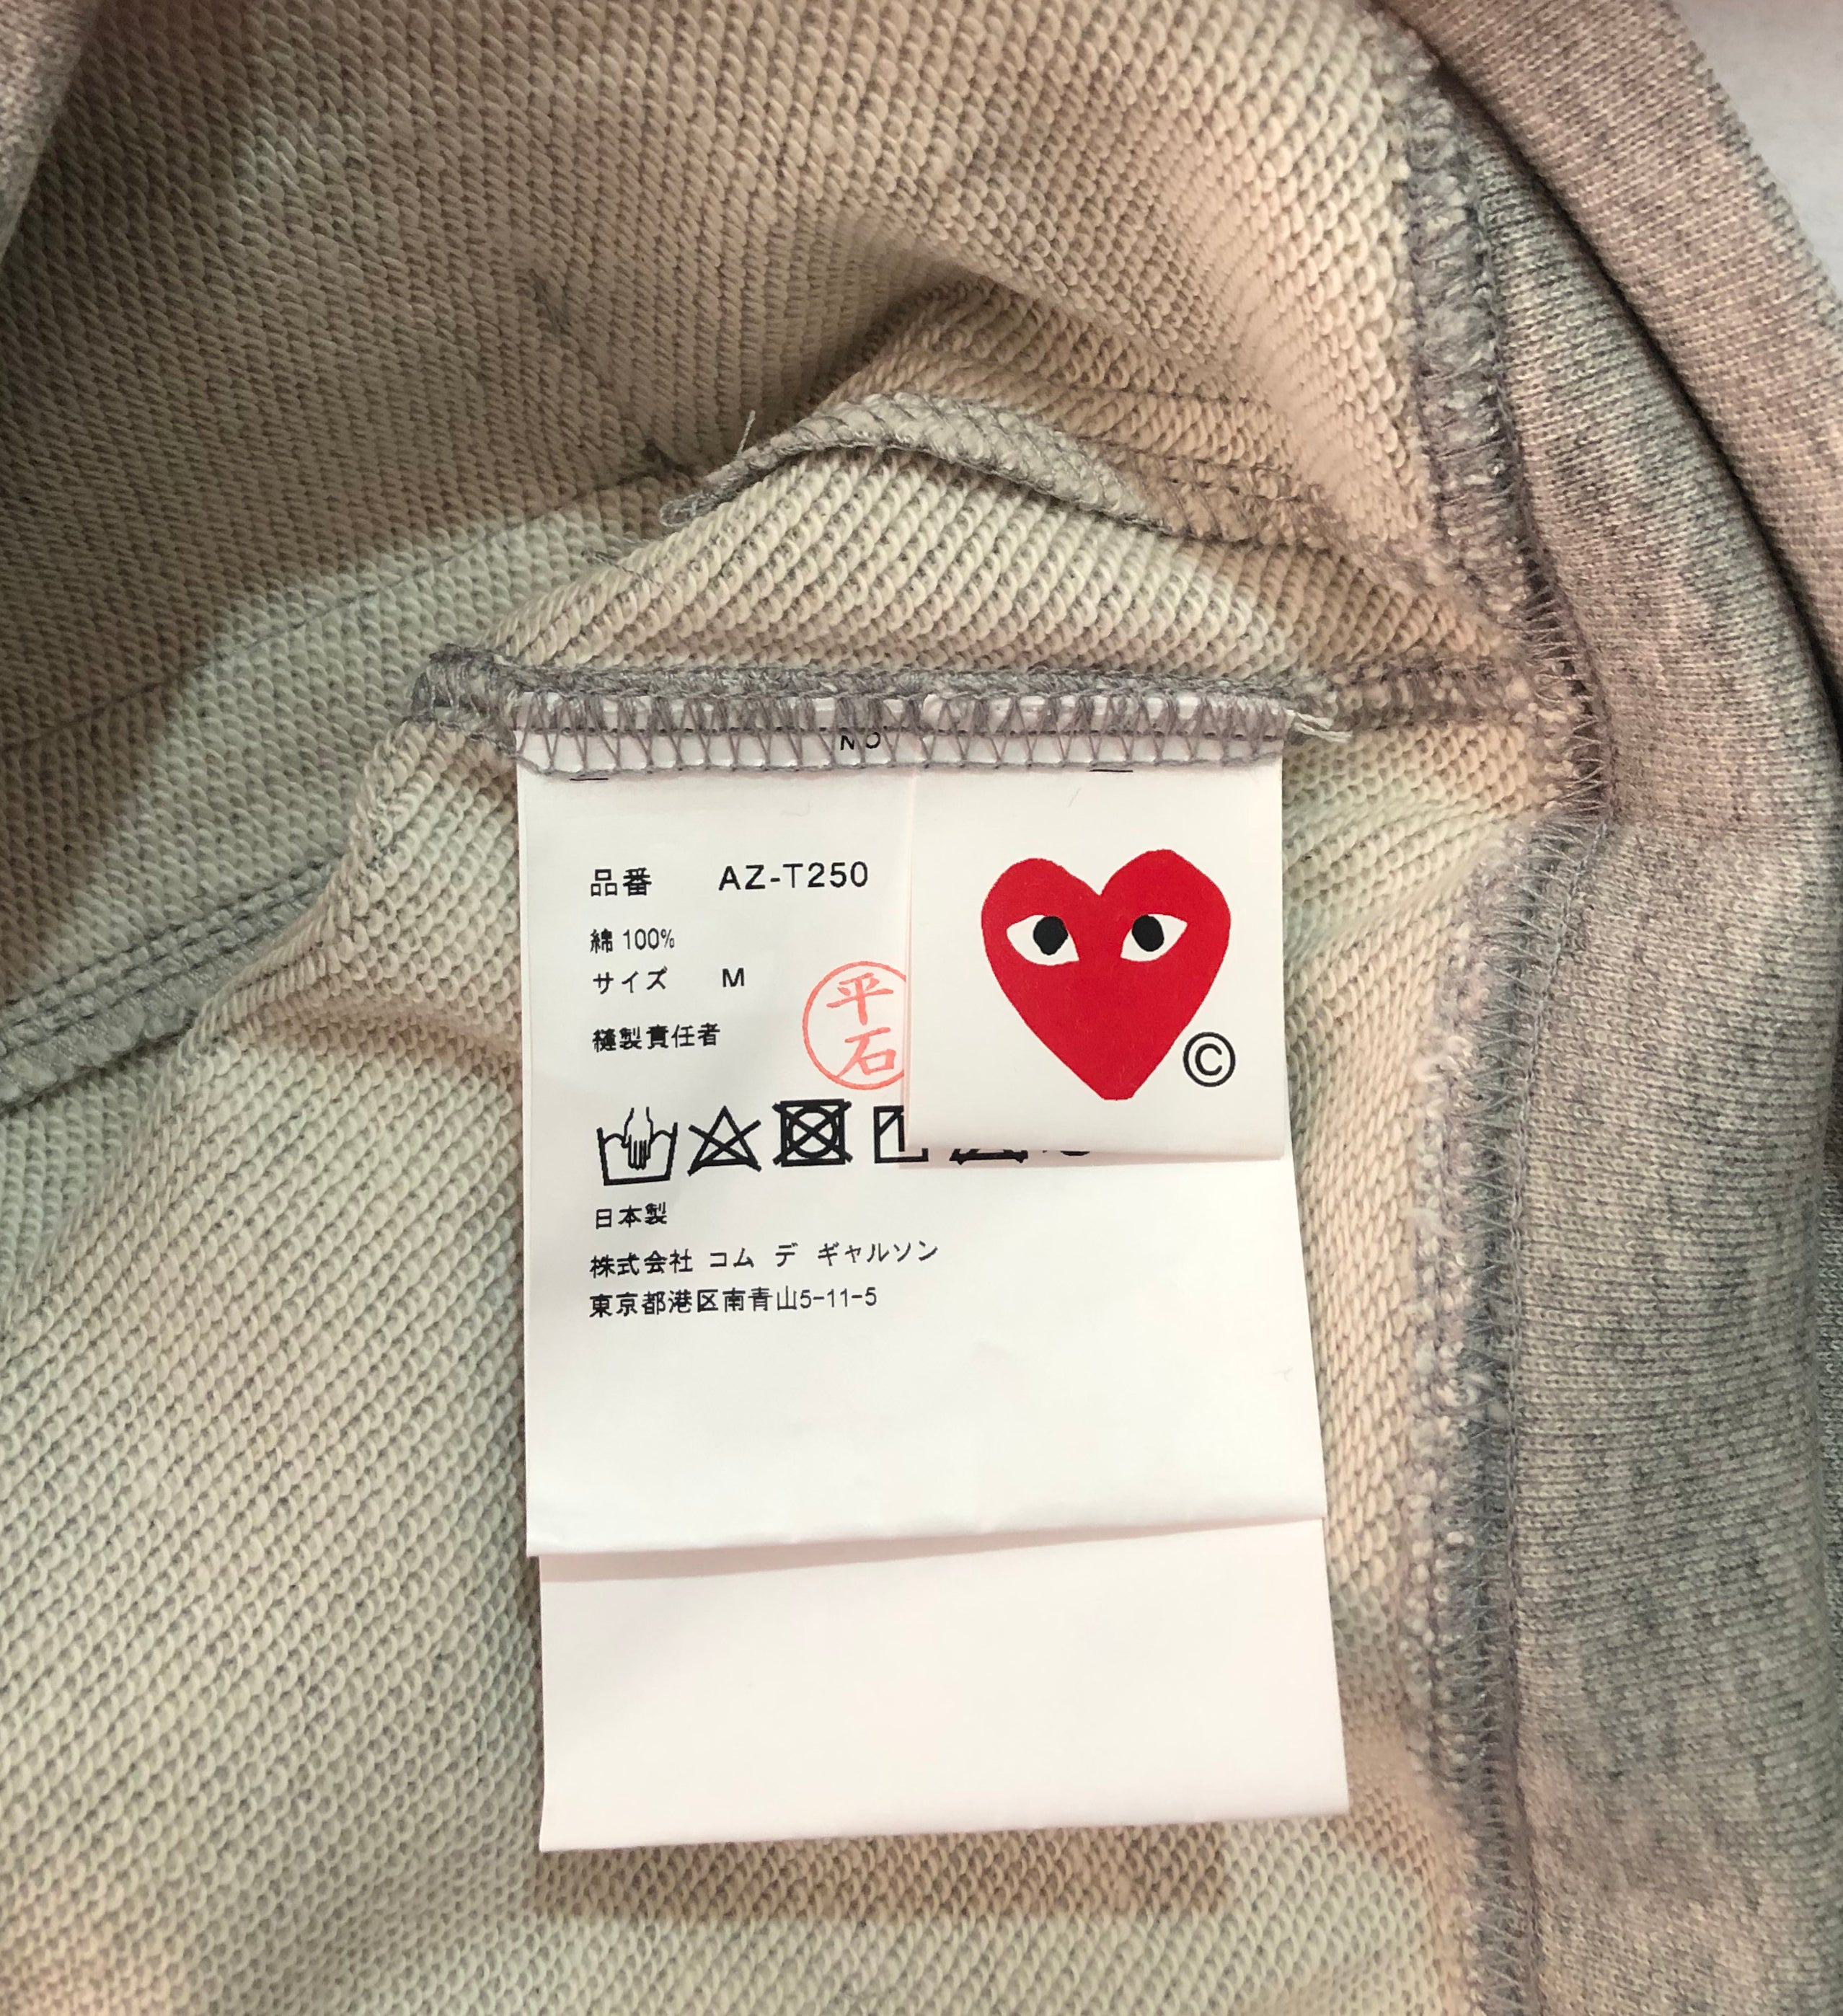 NO
品番 AZ-T250
綿 100%
サイズ M
縫製責任者
平石
©
日本製
株式会社 コム デ ギャルソン
東京都港区南青山5-11-5